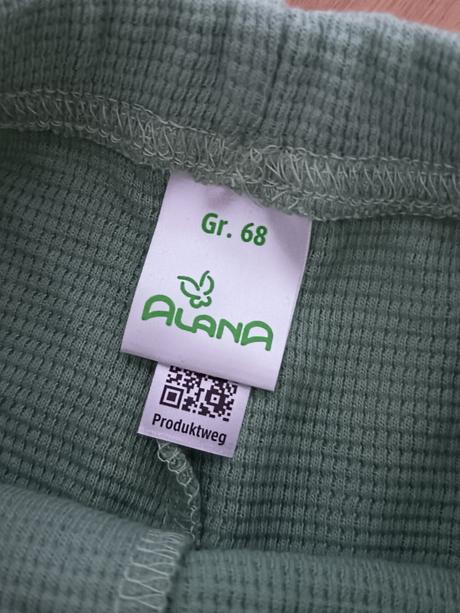 Gr. 68
ALANA
Produktweg